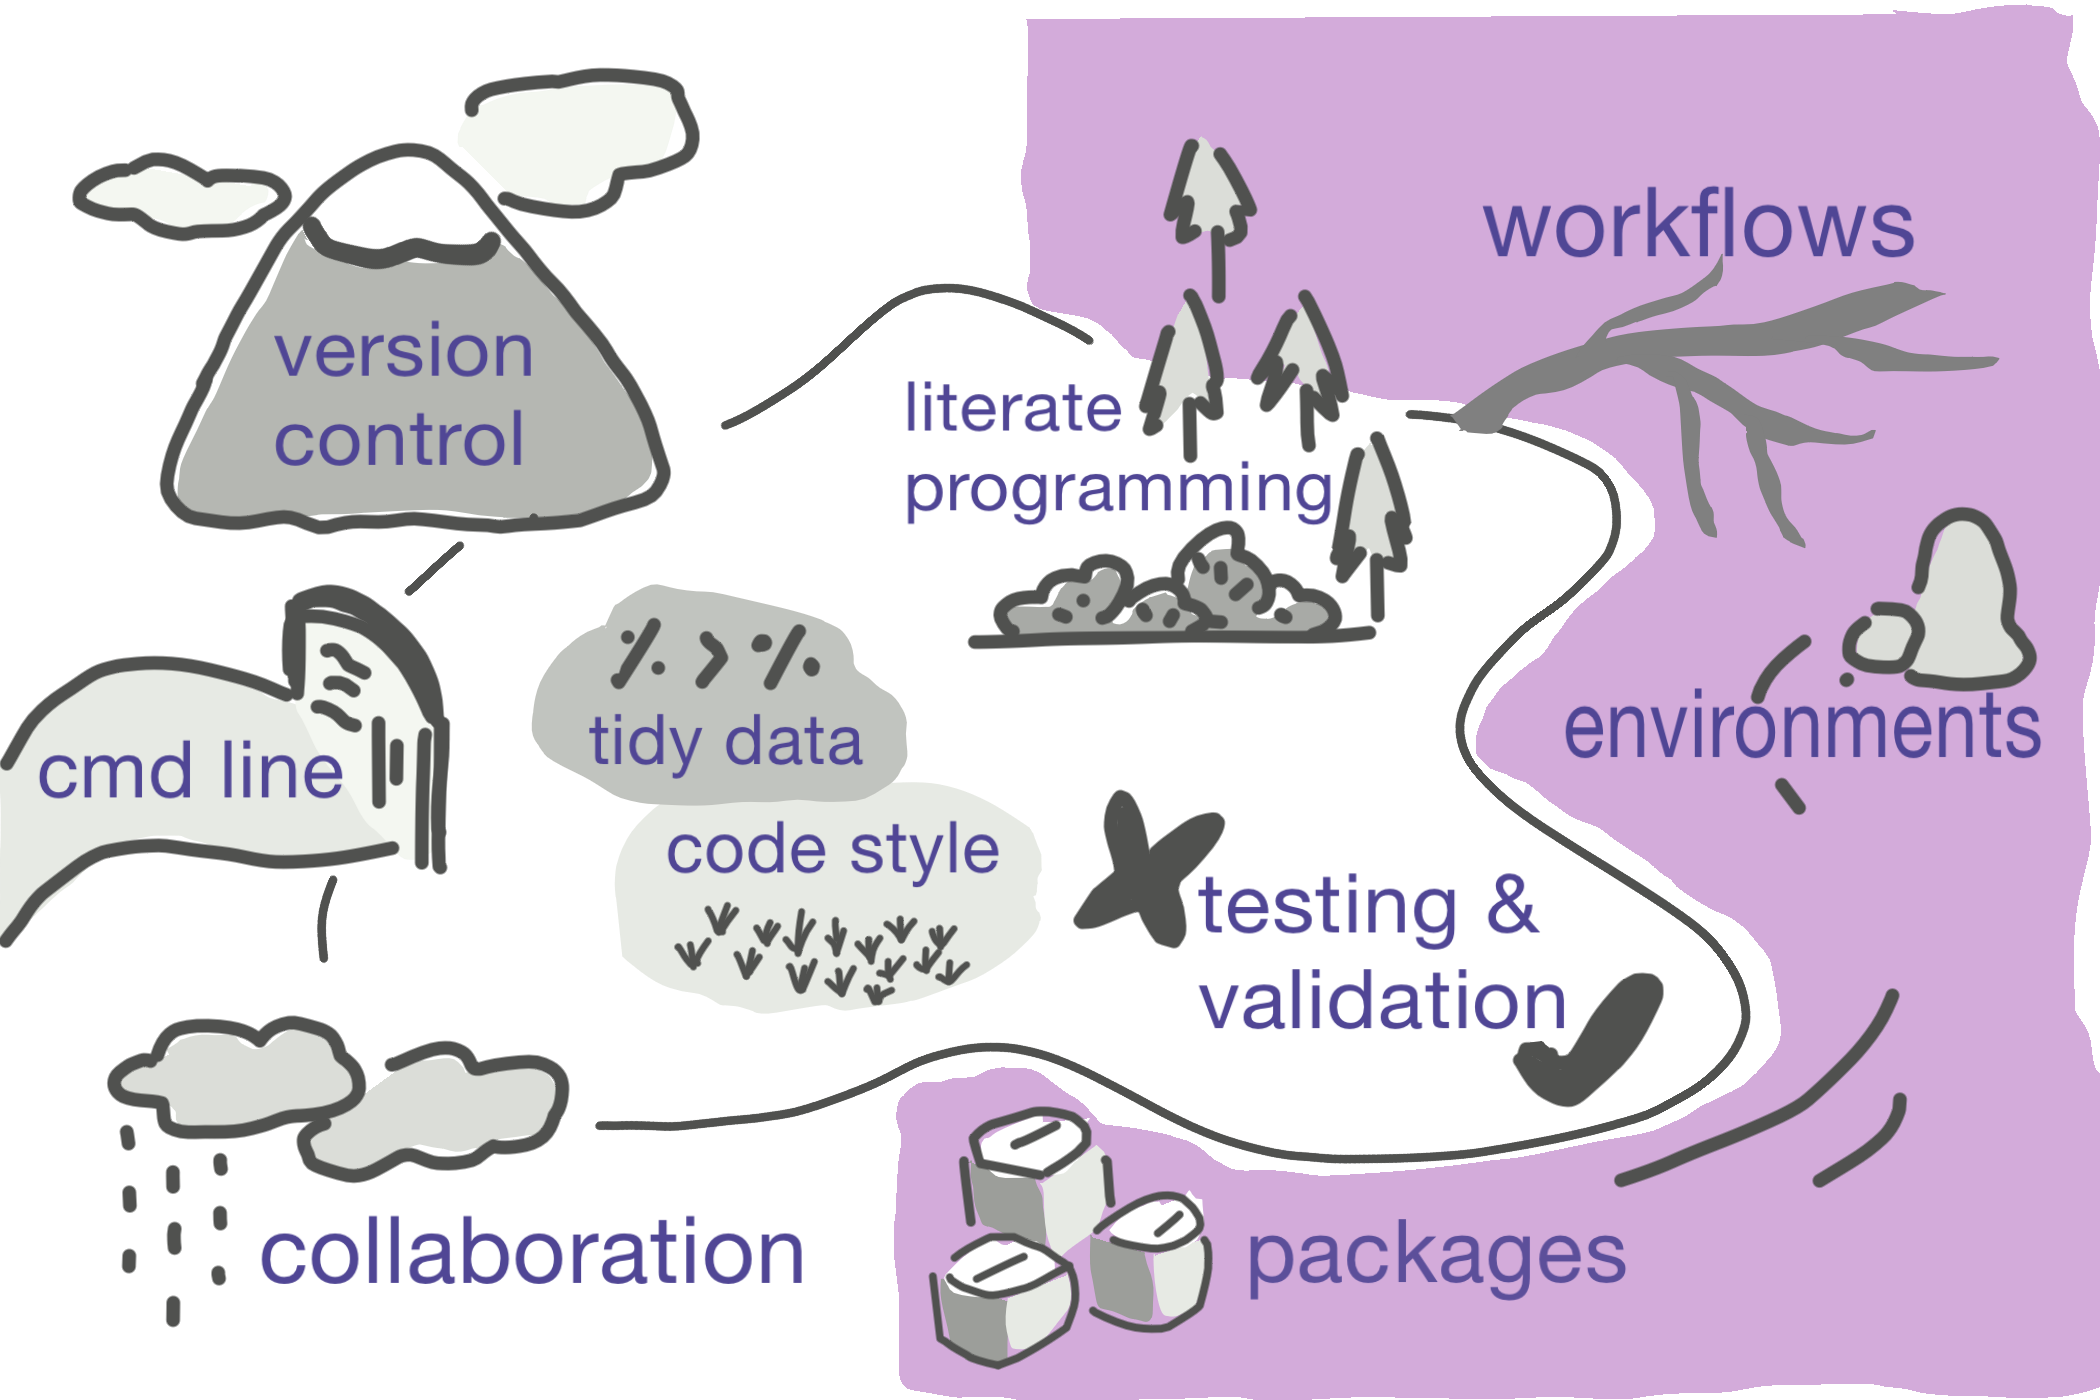 version
control
workflows
literate
programming
%>%
tidy data
cmd line
environments
code style
testing &
validation
collaboration
packages